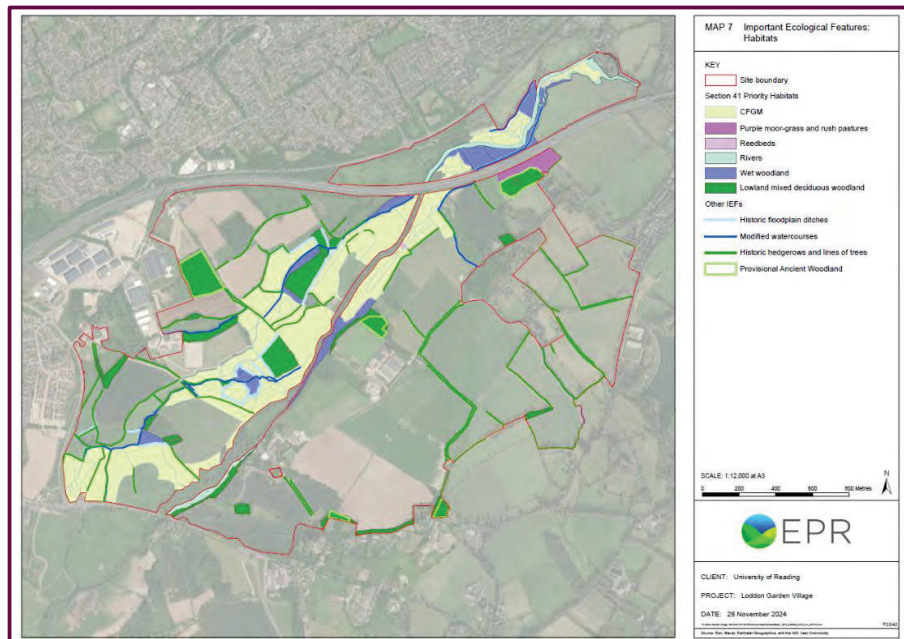 MAP 7 Important Ecological Features:
Habitats
KEY
Site boundary
Section 41 Priority Habitats
CFGM
Purple moor-grass and rush pastures
Reedbeds
Rivers
Wet woodland
Lowland mixed deciduous woodland
Other IEFs
Historic floodplain ditches
Modified watercourses
Historic hedgerows and lines of trees
Provisional Ancient Woodland
SCALE: 1:12,000 at A3
N
0 200 400 600 800 Metres
EPR
CLIENT: University of Reading
PROJECT: Loddon Garden Village
DATE: 28 November 2024